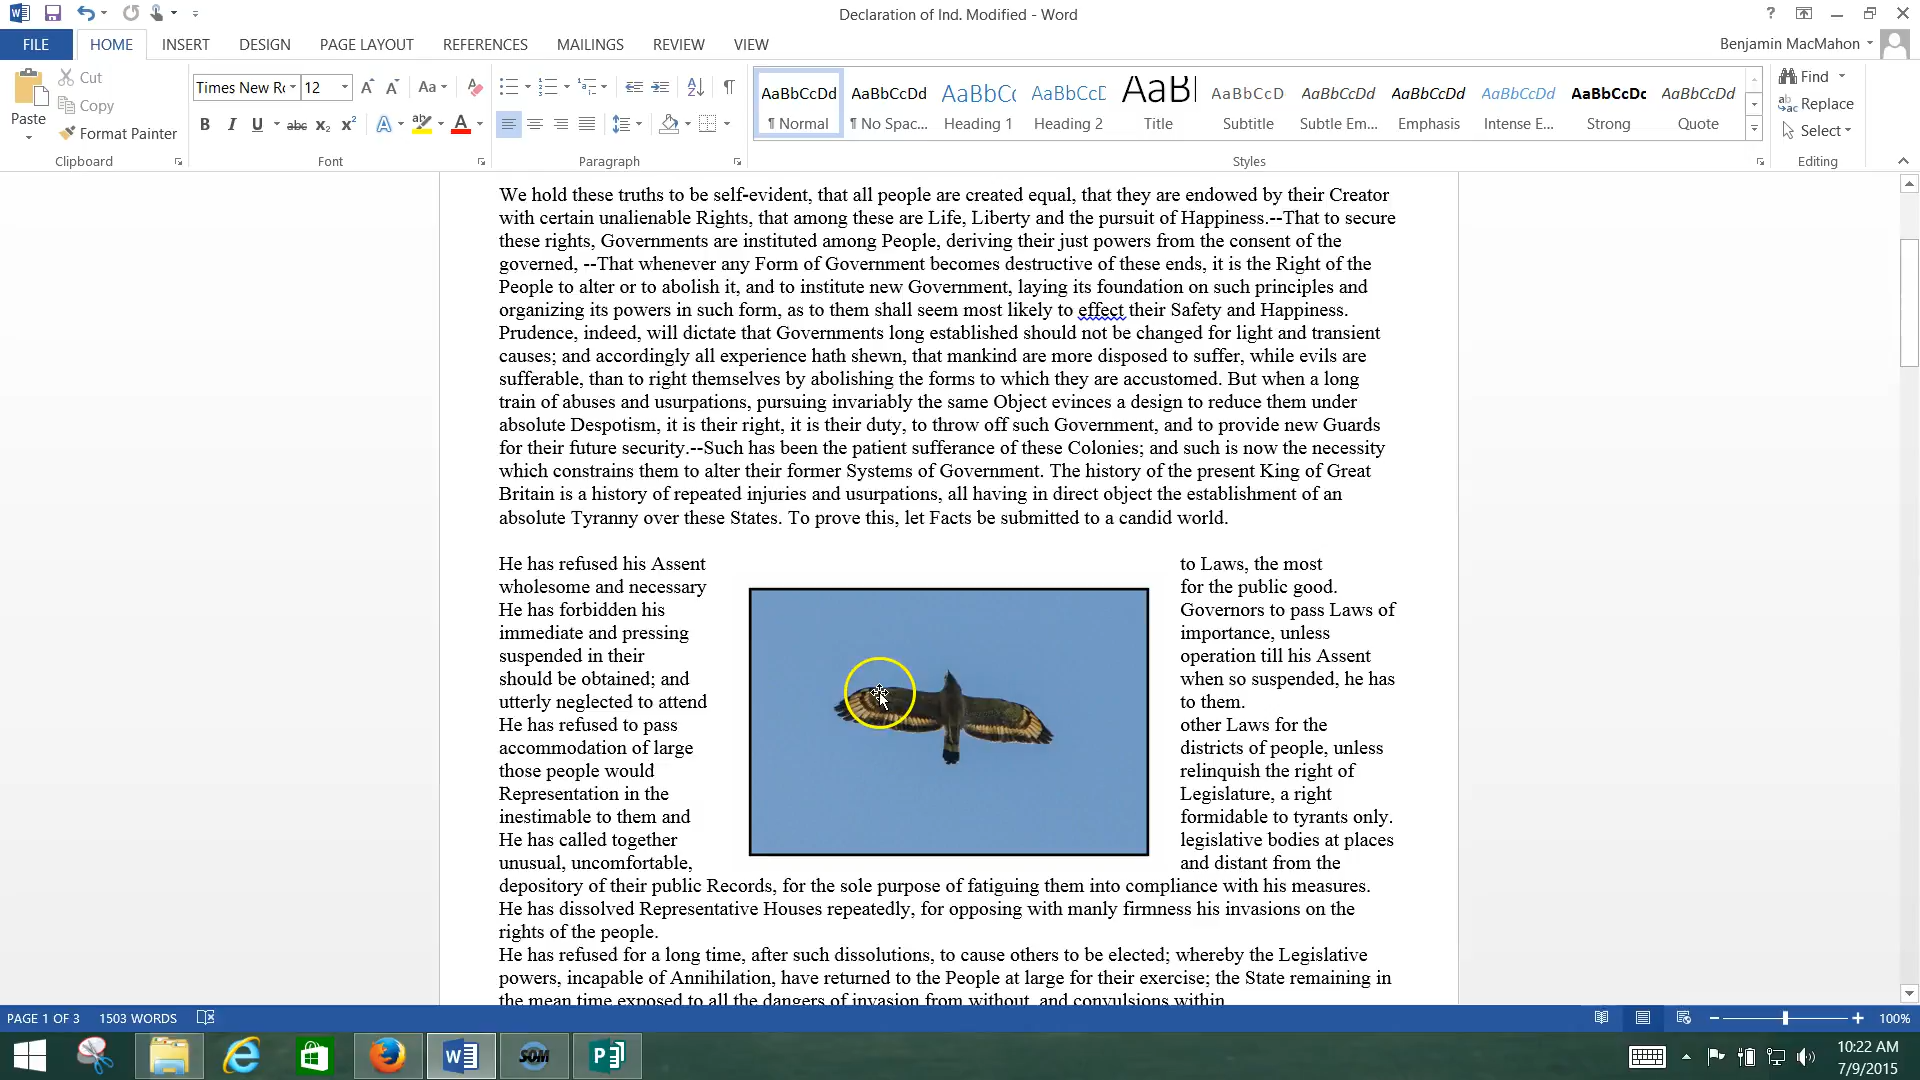 Declaration of Ind. Modified - Word
?
FILE HOME INSERT DESIGN PAGE LAYOUT REFERENCES MAILINGS REVIEW VIEW
Benjamin MacMahon
Paste
Cut
Copy
Format Painter
Clipboard
Times New Ro 12
Aa
B I U abc X₂ X²
Font
Paragraph
AaBbCcDd AaBbCcDd AaBbCc AaBbCcD AaBl AaBbCcD AaBbCcDd AaBbCcDd AaBbCcDd AaBbCcDc AaBbCcDd
¶ Normal ¶ No Spac... Heading 1 Heading 2 Title Subtitle Subtle Em... Emphasis Intense E... Strong Quote
Styles
Find
Replace
Select
Editing
We hold these truths to be self-evident, that all people are created equal, that they are endowed by their Creator
with certain unalienable Rights, that among these are Life, Liberty and the pursuit of Happiness.--That to secure
these rights, Governments are instituted among People, deriving their just powers from the consent of the
governed, --That whenever any Form of Government becomes destructive of these ends, it is the Right of the
People to alter or to abolish it, and to institute new Government, laying its foundation on such principles and
organizing its powers in such form, as to them shall seem most likely to effect their Safety and Happiness.
Prudence, indeed, will dictate that Governments long established should not be changed for light and transient
causes; and accordingly all experience hath shewn, that mankind are more disposed to suffer, while evils are
sufferable, than to right themselves by abolishing the forms to which they are accustomed. But when a long
train of abuses and usurpations, pursuing invariably the same Object evinces a design to reduce them under
absolute Despotism, it is their right, it is their duty, to throw off such Government, and to provide new Guards
for their future security.--Such has been the patient sufferance of these Colonies; and such is now the necessity
which constrains them to alter their former Systems of Government. The history of the present King of Great
Britain is a history of repeated injuries and usurpations, all having in direct object the establishment of an
absolute Tyranny over these States. To prove this, let Facts be submitted to a candid world.
He has refused his Assent to Laws, the most
wholesome and necessary for the public good.
He has forbidden his Governors to pass Laws of
immediate and pressing importance, unless
suspended in their operation till his Assent
should be obtained; and when so suspended, he has
utterly neglected to attend to them.
He has refused to pass other Laws for the
accommodation of large districts of people, unless
those people would relinquish the right of
Representation in the Legislature, a right
inestimable to them and formidable to tyrants only.
He has called together legislative bodies at places
unusual, uncomfortable, and distant from the
depository of their public Records, for the sole purpose of fatiguing them into compliance with his measures.
He has dissolved Representative Houses repeatedly, for opposing with manly firmness his invasions on the
rights of the people.
He has refused for a long time, after such dissolutions, to cause others to be elected; whereby the Legislative
powers, incapable of Annihilation, have returned to the People at large for their exercise; the State remaining in
the mean time exposed to all the dangers of invasion from without, and convulsions within.
PAGE 1 OF 3 1503 WORDS
100%
SOM
10:22 AM
7/9/2015